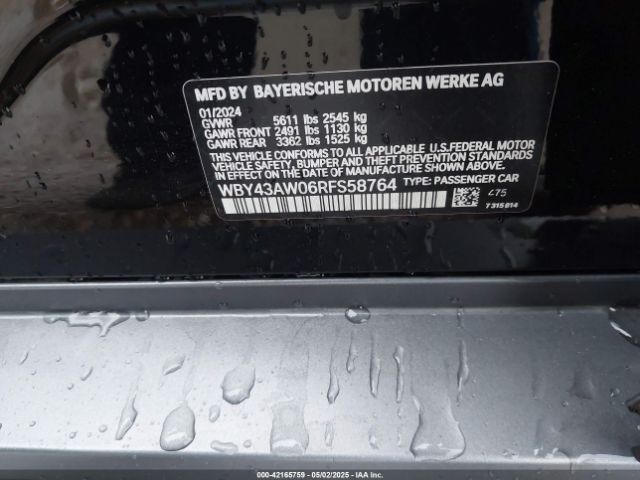 MFD BY BAYERISCHE MOTOREN WERKE AG
01/2024
GVWR 5611 lbs 2545 kg
GAWR FRONT 2491 lbs 1130 kg
GAWR REAR 3362 lbs 1525 kg
THIS VEHICLE CONFORMS TO ALL APPLICABLE U.S.FEDERAL MOTOR
VEHICLE SAFETY, BUMPER AND THEFT PREVENTION STANDARDS
IN EFFECT ON THE DATE OF MANUFACTURE SHOWN ABOVE.
WBY43AW06RFS58764 TYPE: PASSENGER CAR
475
7 315 814
000-42165759 - 05/02/2025 - IAA Inc.